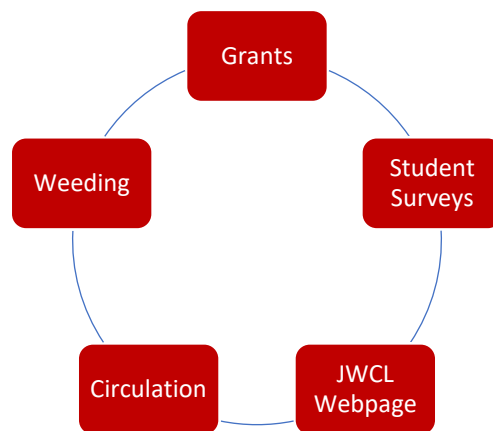 Grants
Student
Surveys
JWCL
Webpage
Circulation
Weeding